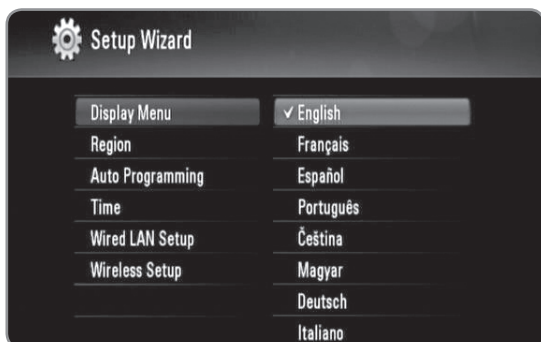 Setup Wizard
Display Menu
Region
Auto Programming
Time
Wired LAN Setup
Wireless Setup
✓ English
Français
Español
Português
Čeština
Magyar
Deutsch
Italiano